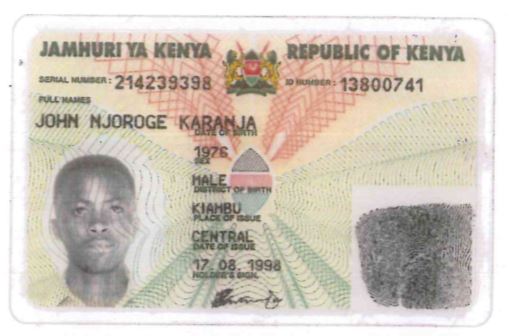 JAMHURI YA KENYA REPUBLIC OF KENYA
SERIAL NUMBER: 214239398 ID NUMBER: 13800741
FULL NAMES
JOHN NJOROGE KARANJA
DATE OF BIRTH
1976
SEX
MALE
DISTRICT OF BIRTH
KIAMBU
PLACE OF ISSUE
CENTRAL
DATE OF ISSUE
17. 08. 1998
HOLDER'S SIGN.